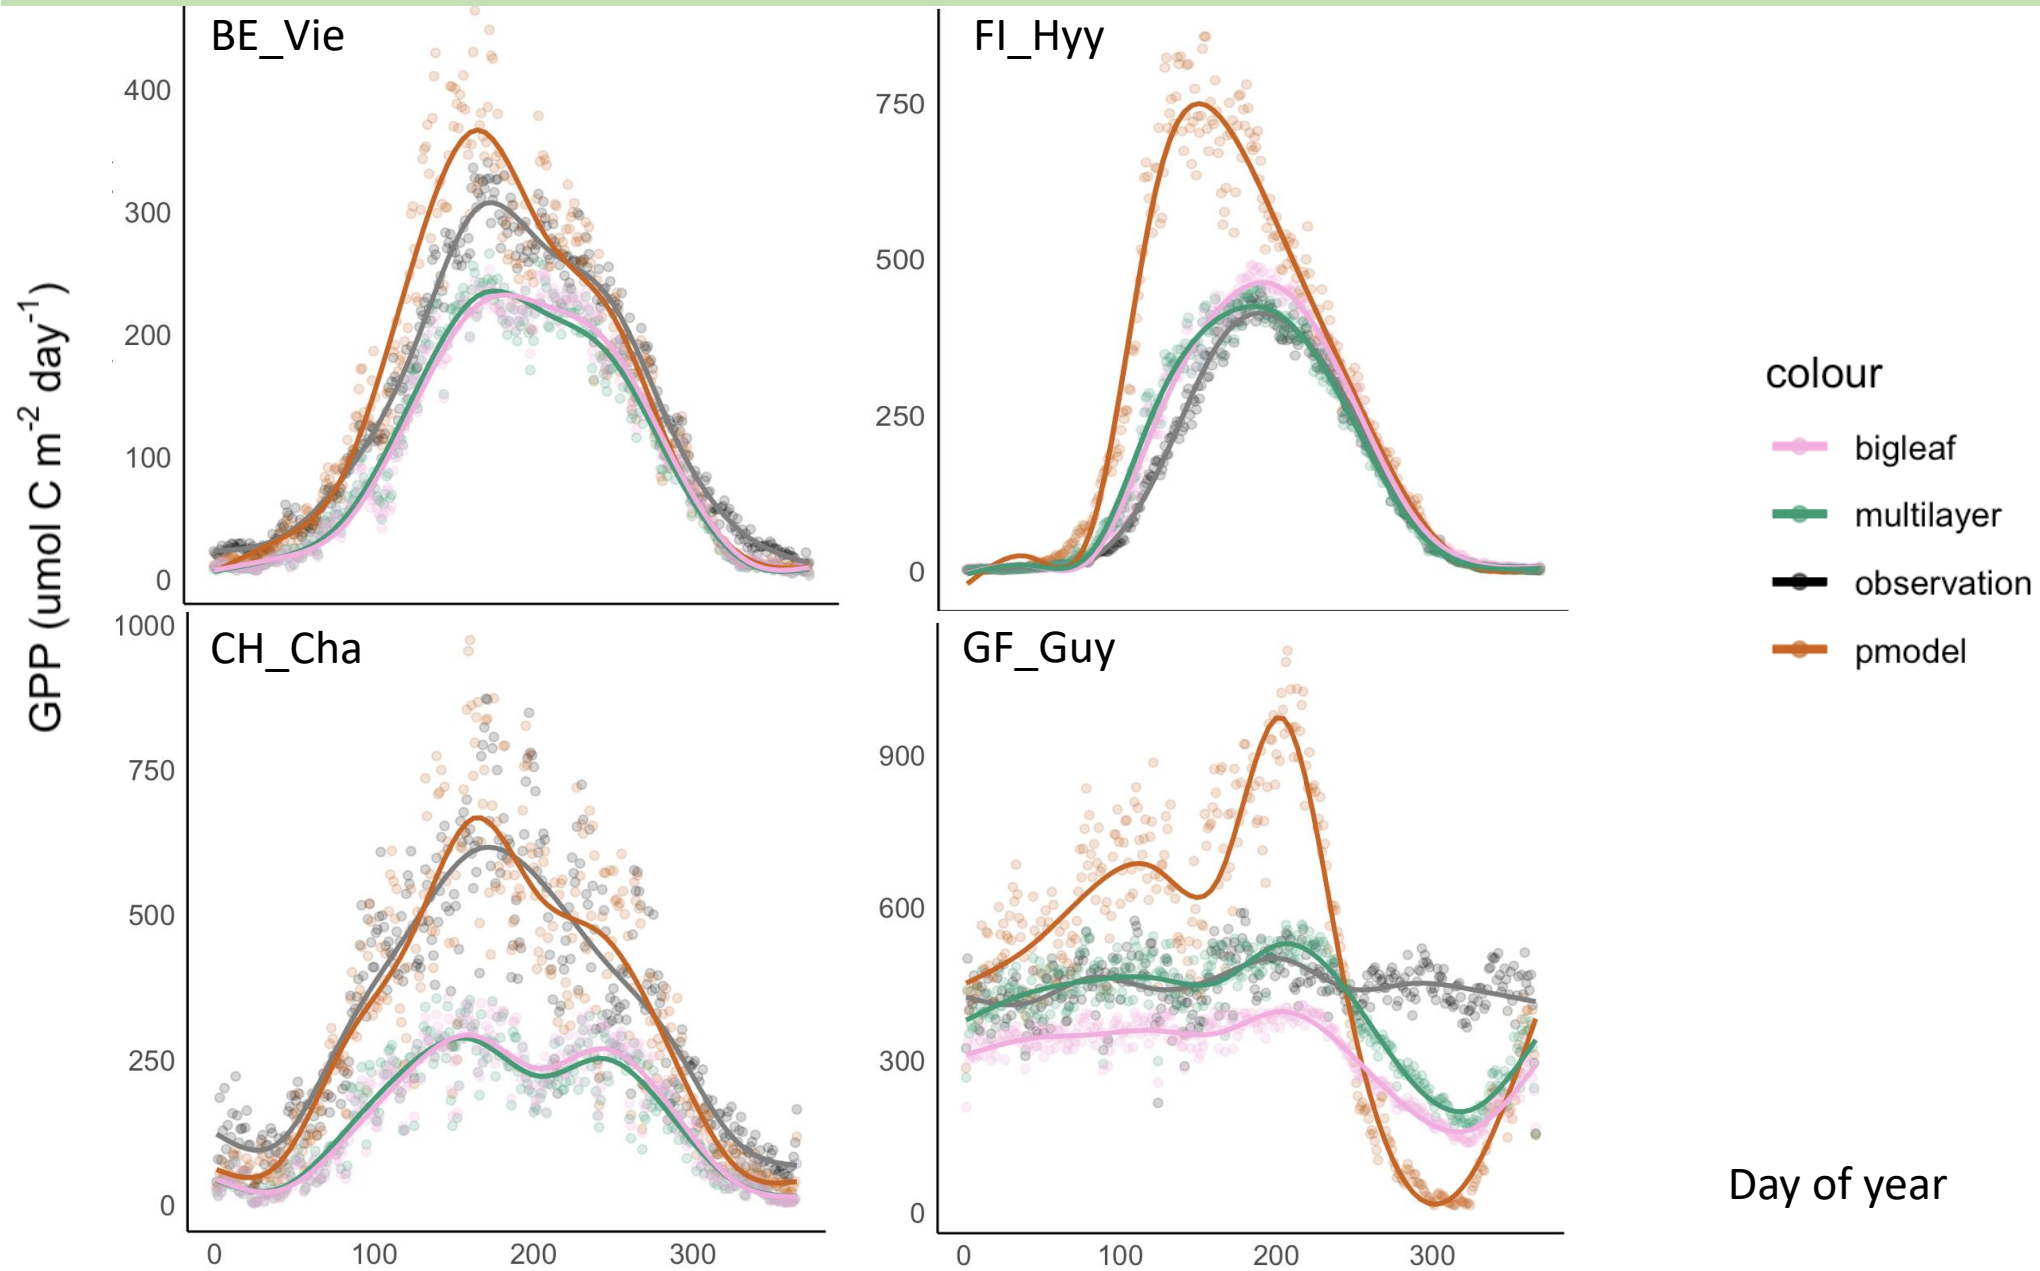 BE_Vie
FI_Hyy
400
300
200
100
0
750
500
250
0
GPP (umol C m-2 day-1)
colour
bigleaf
multilayer
observation
pmodel
CH_Cha
GF_Guy
1000
750
500
250
0
900
600
300
0
0 100 200 300
0 100 200 300
Day of year